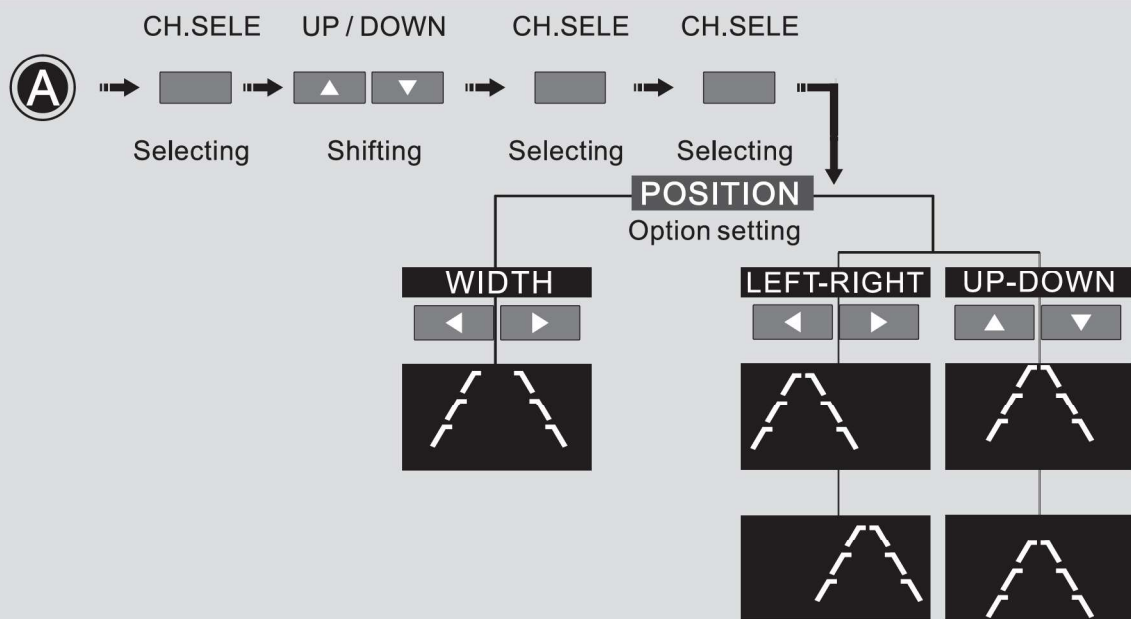 CH.SELE UP / DOWN CH.SELE CH.SELE
A
Selecting Shifting Selecting Selecting
POSITION
Option setting
WIDTH LEFT-RIGHT UP-DOWN